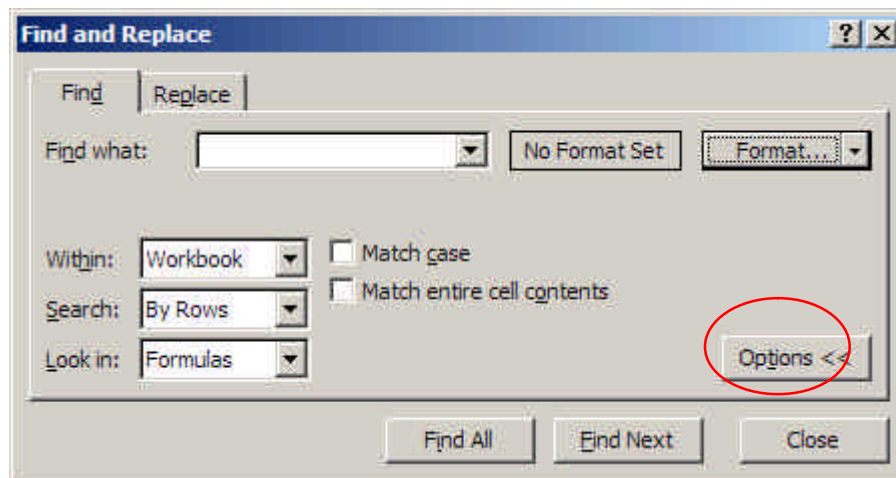 Find and Replace
Find Replace
Find what: No Format Set Format...
Within: Workbook Match case
Match entire cell contents
Search: By Rows
Look in: Formulas Options <<
Find All Find Next Close